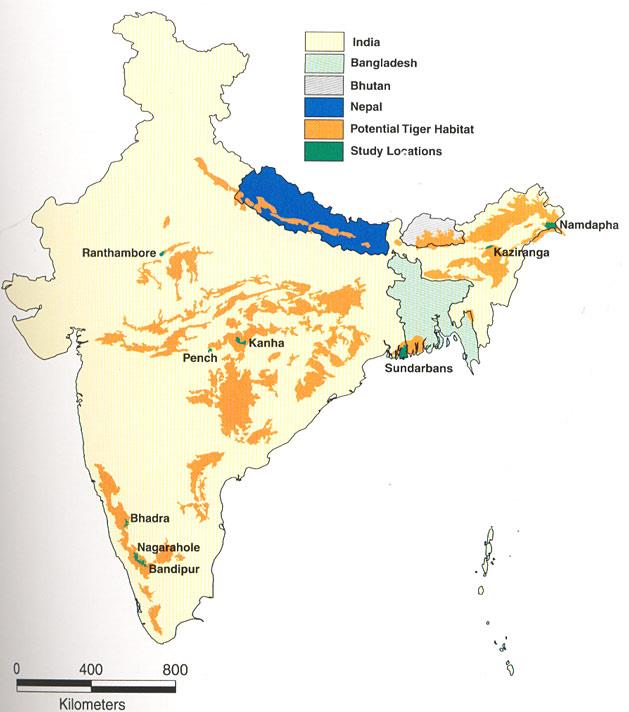 India
Bangladesh
Bhutan
Nepal
Potential Tiger Habitat
Study Locations
Namdapha
Ranthambore
Kaziranga
Kanha
Pench
Sundarbans
Bhadra
Nagarahole
Bandipur
0 400 800
Kilometers